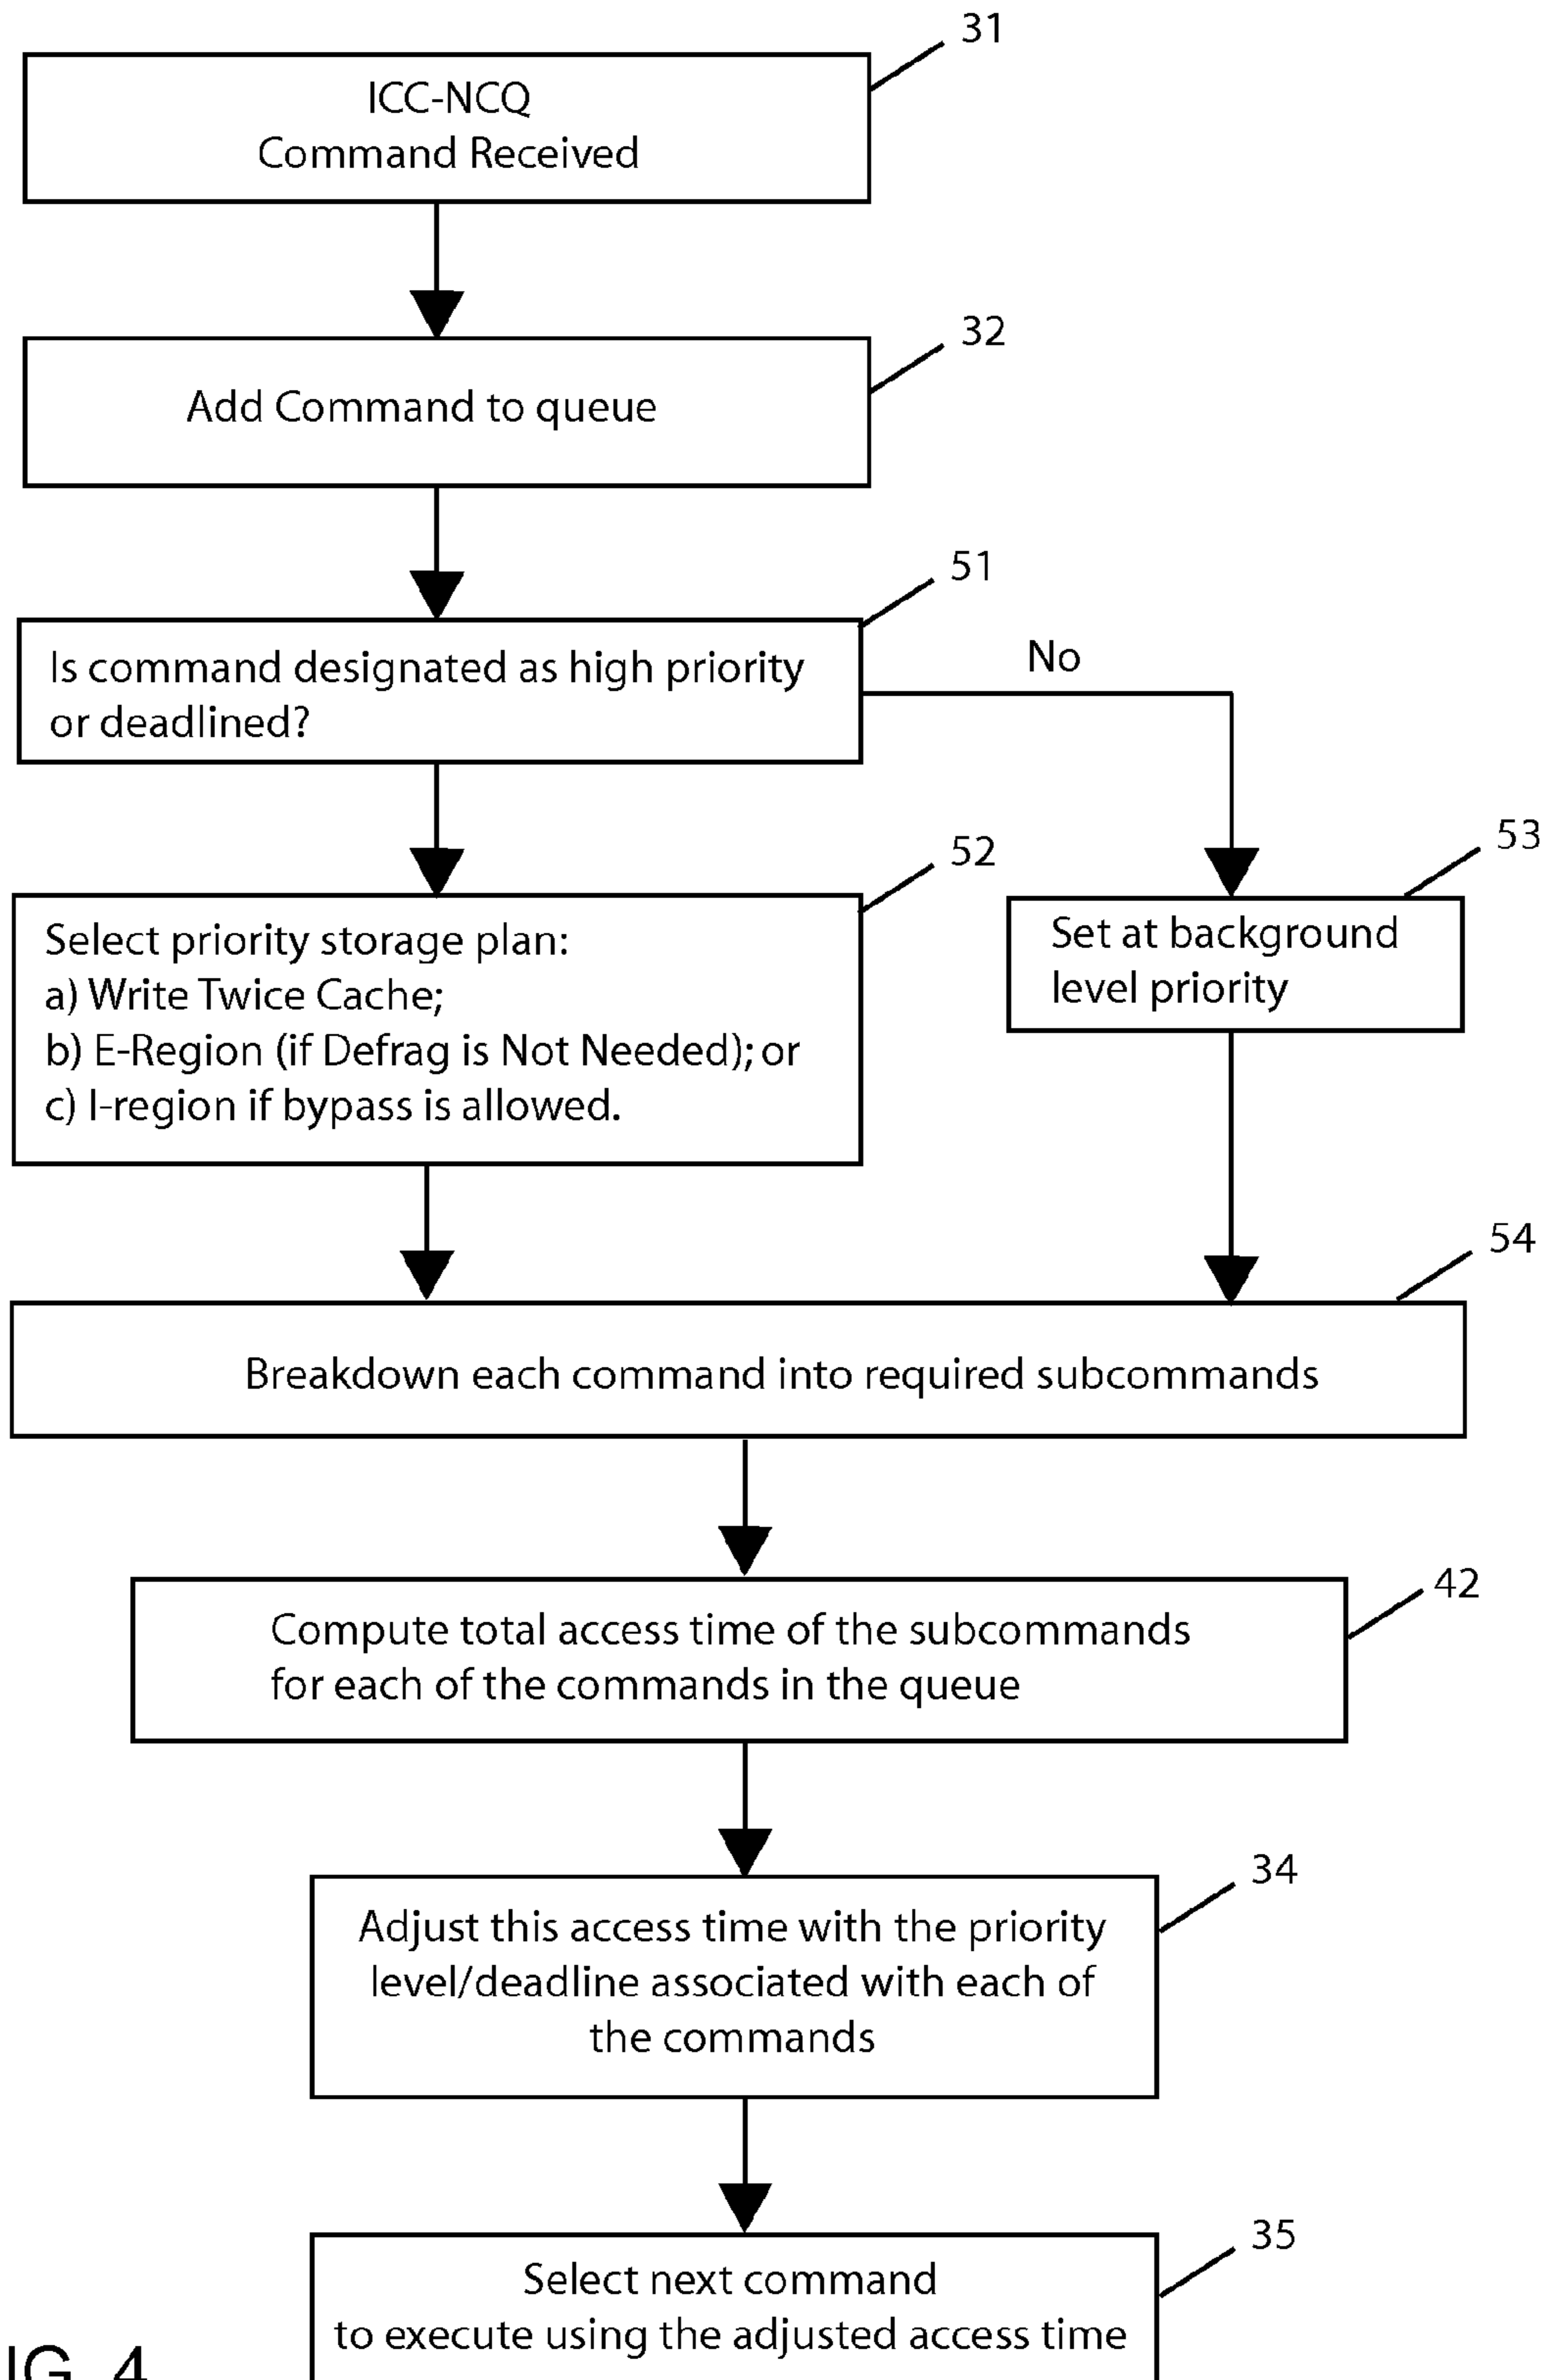 31
ICC-NCQ
Command Received
32
Add Command to queue
51
Is command designated as high priority
or deadlined?
No
52
Select priority storage plan:
a) Write Twice Cache;
b) E-Region (if Defrag is Not Needed); or
c) I-region if bypass is allowed.
53
Set at background
level priority
54
Breakdown each command into required subcommands
42
Compute total access time of the subcommands
for each of the commands in the queue
34
Adjust this access time with the priority
level/deadline associated with each of
the commands
35
Select next command
to execute using the adjusted access time
IG. 4